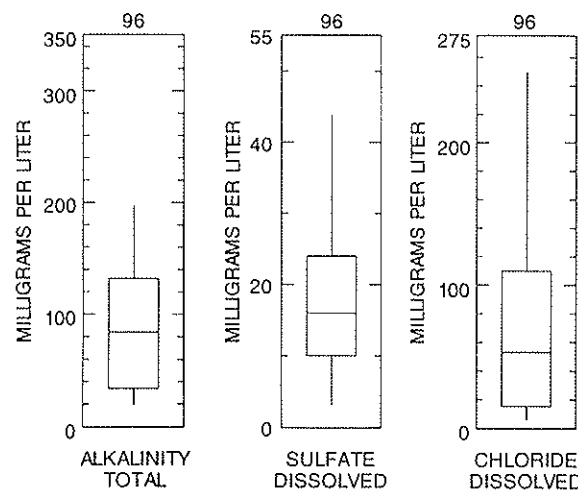 96
350
300
200
100
0
MILLIGRAMS PER LITER
ALKALINITY
TOTAL
96
55
40
20
0
MILLIGRAMS PER LITER
SULFATE
DISSOLVED
96
275
200
100
0
MILLIGRAMS PER LITER
CHLORIDE
DISSOLVED